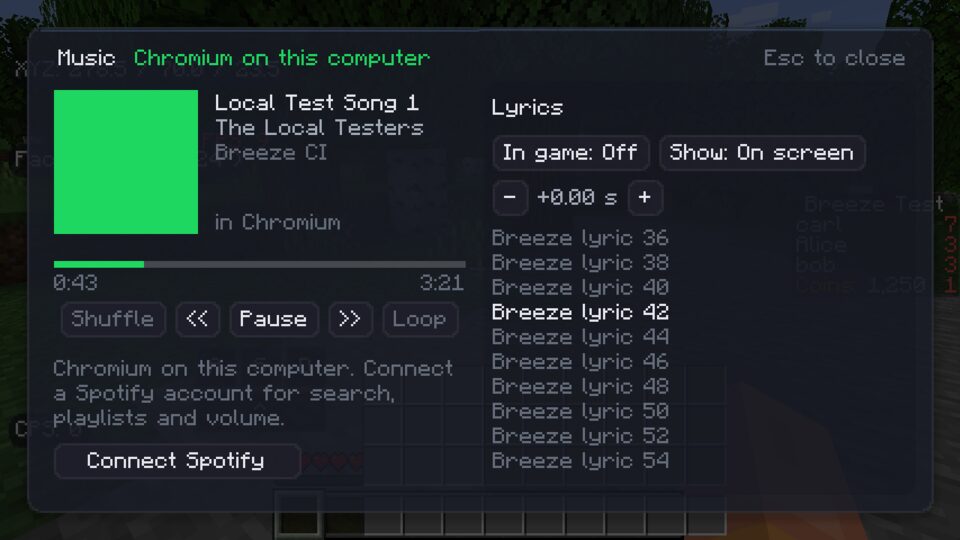 Music Chromium on this computer
Esc to close
Local Test Song 1
The Local Testers
Breeze CI
in Chromium
0:43
3:21
Shuffle
<<
Pause
>>
Loop
Chromium on this computer. Connect
a Spotify account for search,
playlists and volume.
Connect Spotify
Lyrics
In game: Off
Show: On screen
-
+0.00 s
+
Breeze lyric 36
Breeze lyric 38
Breeze lyric 40
Breeze lyric 42
Breeze lyric 44
Breeze lyric 46
Breeze lyric 48
Breeze lyric 50
Breeze lyric 52
Breeze lyric 54
Breeze Test
carl 7
Alice 3
bob 3
Coins: 1,250 1